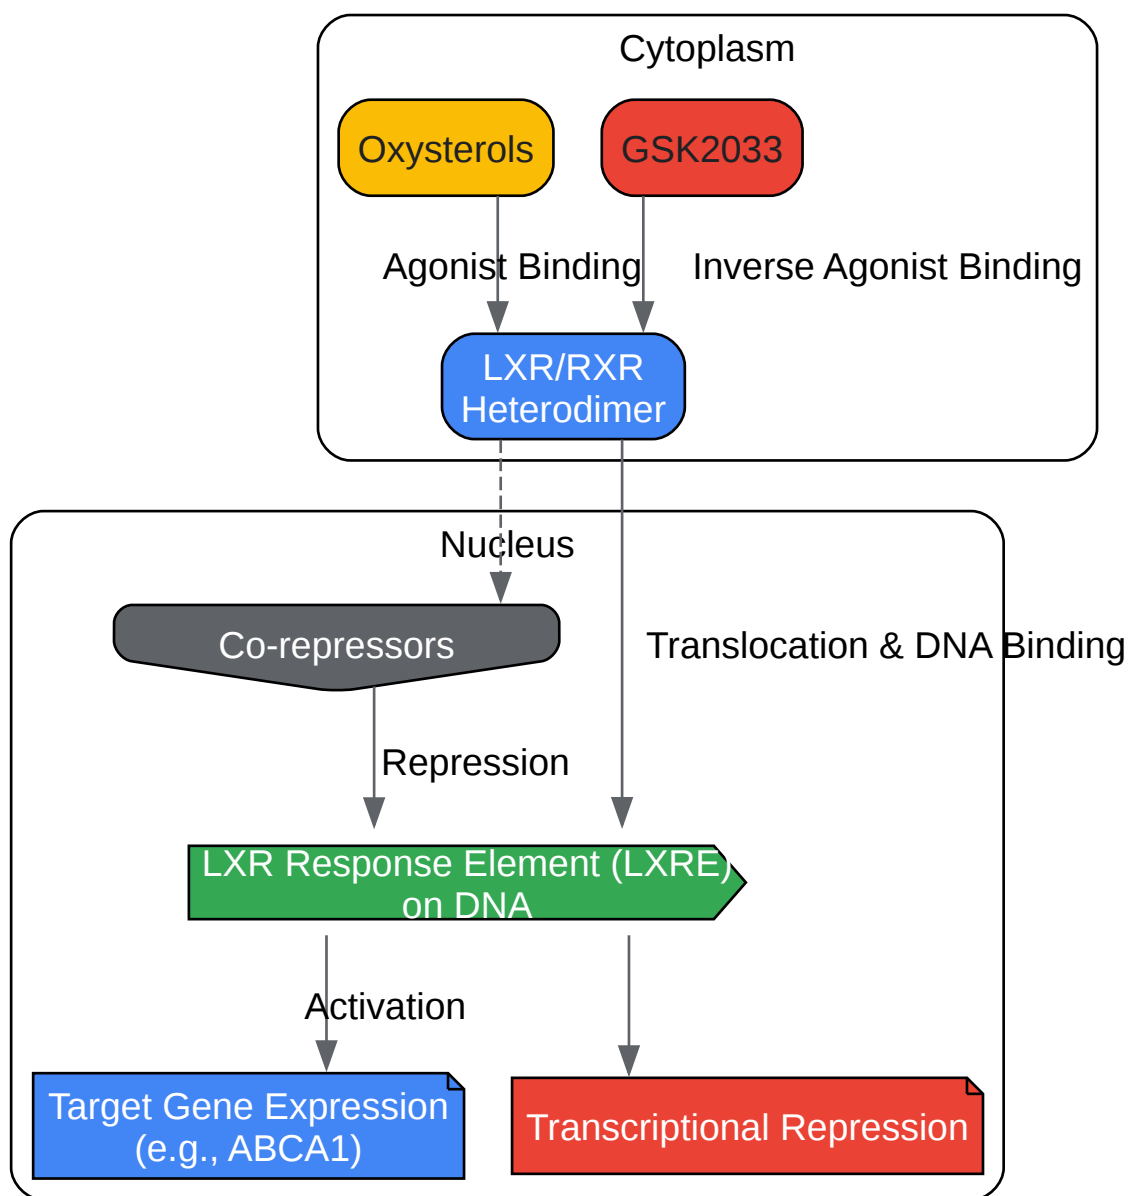 Cytoplasm
Oxysterols
GSK2033
Agonist Binding
Inverse Agonist Binding
LXR/RXR
Heterodimer
Nucleus
Co-repressors
Translocation & DNA Binding
Repression
LXR Response Element (LXRE)
on DNA
Activation
Target Gene Expression
(e.g., ABCA1)
Transcriptional Repression